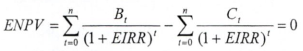 $ENPV = \sum_{t=0}^{n} \frac{B_t}{(1 + EIRR)^t} - \sum_{t=0}^{n} \frac{C_t}{(1 + EIRR)^t} = 0$